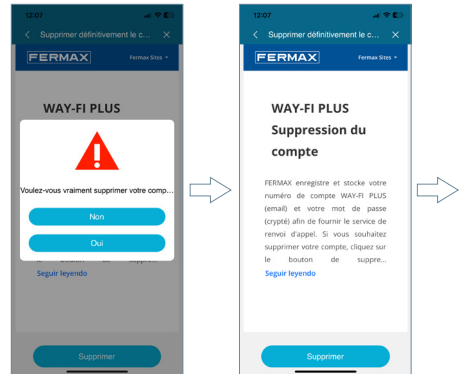 12:07
Supprimer définitivement le c...
FERMAX
Fermax Sites
WAY-FI PLUS
Voulez-vous vraiment supprimer votre comp...
Non
Oui
le bouton de suppre...
Seguir leyendo
Supprimer
12:07
Supprimer définitivement le c...
FERMAX
Fermax Sites
WAY-FI PLUS
Suppression du
compte
FERMAX enregistre et stocke votre
numéro de compte WAY-FI PLUS
(email) et votre mot de passe
(crypté) afin de fournir le service de
renvoi d'appel. Si vous souhaitez
supprimer votre compte, cliquez sur
le bouton de suppre...
Seguir leyendo
Supprimer